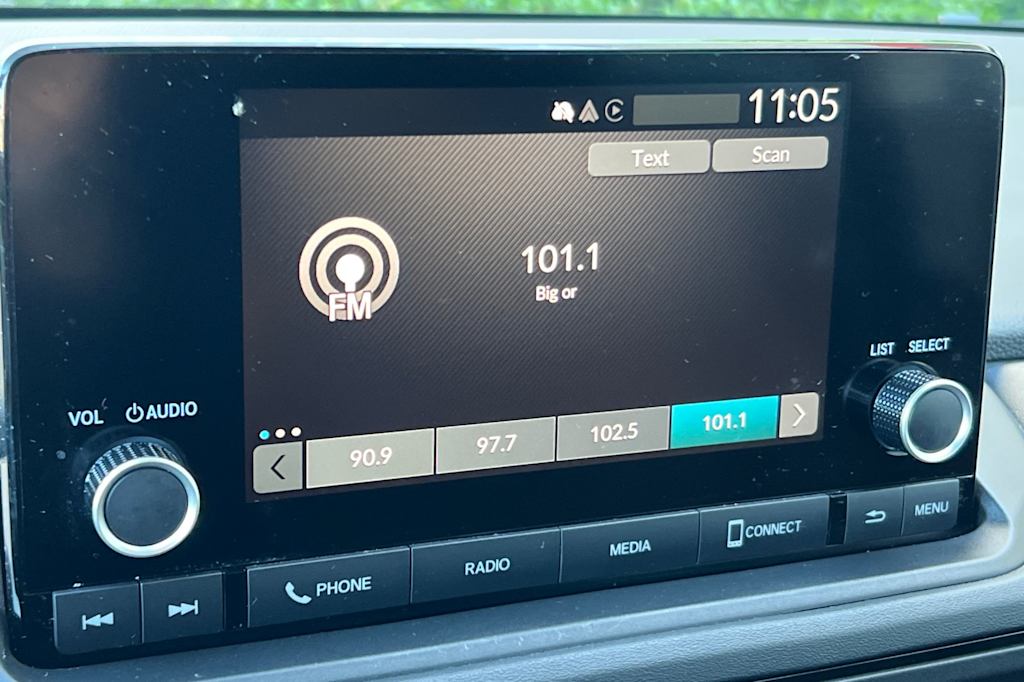 11:05
Text Scan
101.1
Big or
FM
LIST SELECT
VOL AUDIO
90.9 97.7 102.5 101.1
PHONE RADIO MEDIA CONNECT MENU